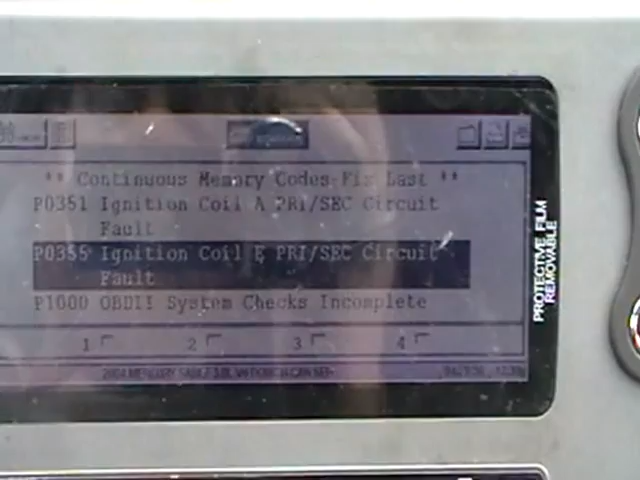 ** Continuous Memory Codes-Fix Last **
P0351 Ignition Coil A PRI/SEC Circuit
Fault
P0355 Ignition Coil E PRI/SEC Circuit
Fault
P1000 OBDII System Checks Incomplete
1 2 3 4
PROTECTIVE FILM
REMOVABLE